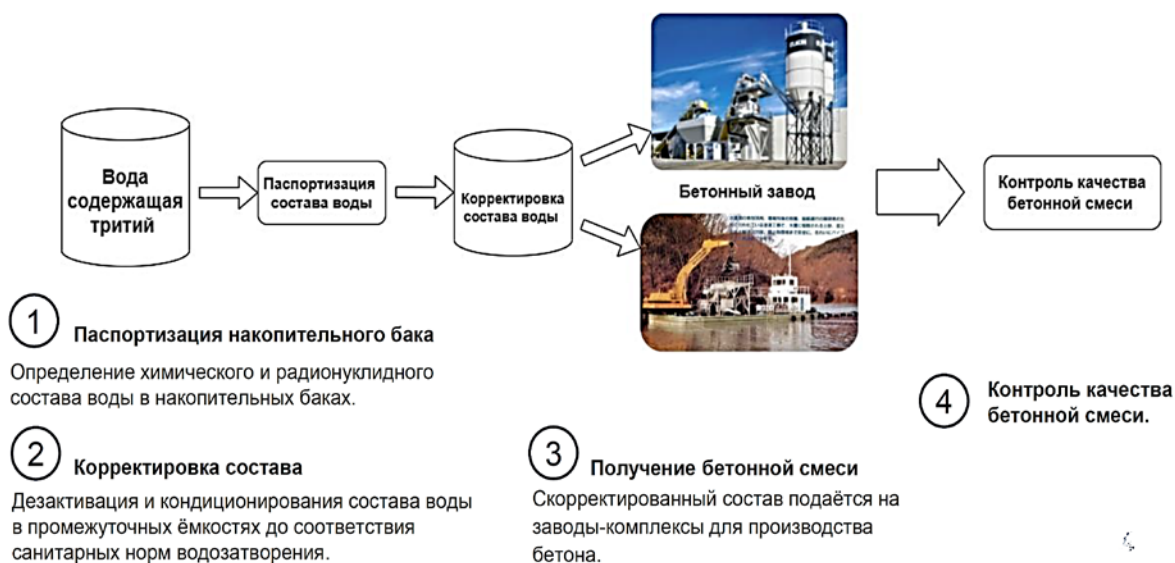 Вода
содержащая
тритий
Паспортизация
состава воды
Корректировка
состава воды
Бетонный завод
Контроль качества
бетонной смеси
1
Паспортизация накопительного бака
Определение химического и радионуклидного
состава воды в накопительных баках.
2
Корректировка состава
Дезактивация и кондиционирования состава воды
в промежуточных ёмкостях до соответствия
санитарных норм водозатворения.
3
Получение бетонной смеси
Скорректированный состав подаётся на
заводы-комплексы для производства
бетона.
4
Контроль качества
бетонной смеси.